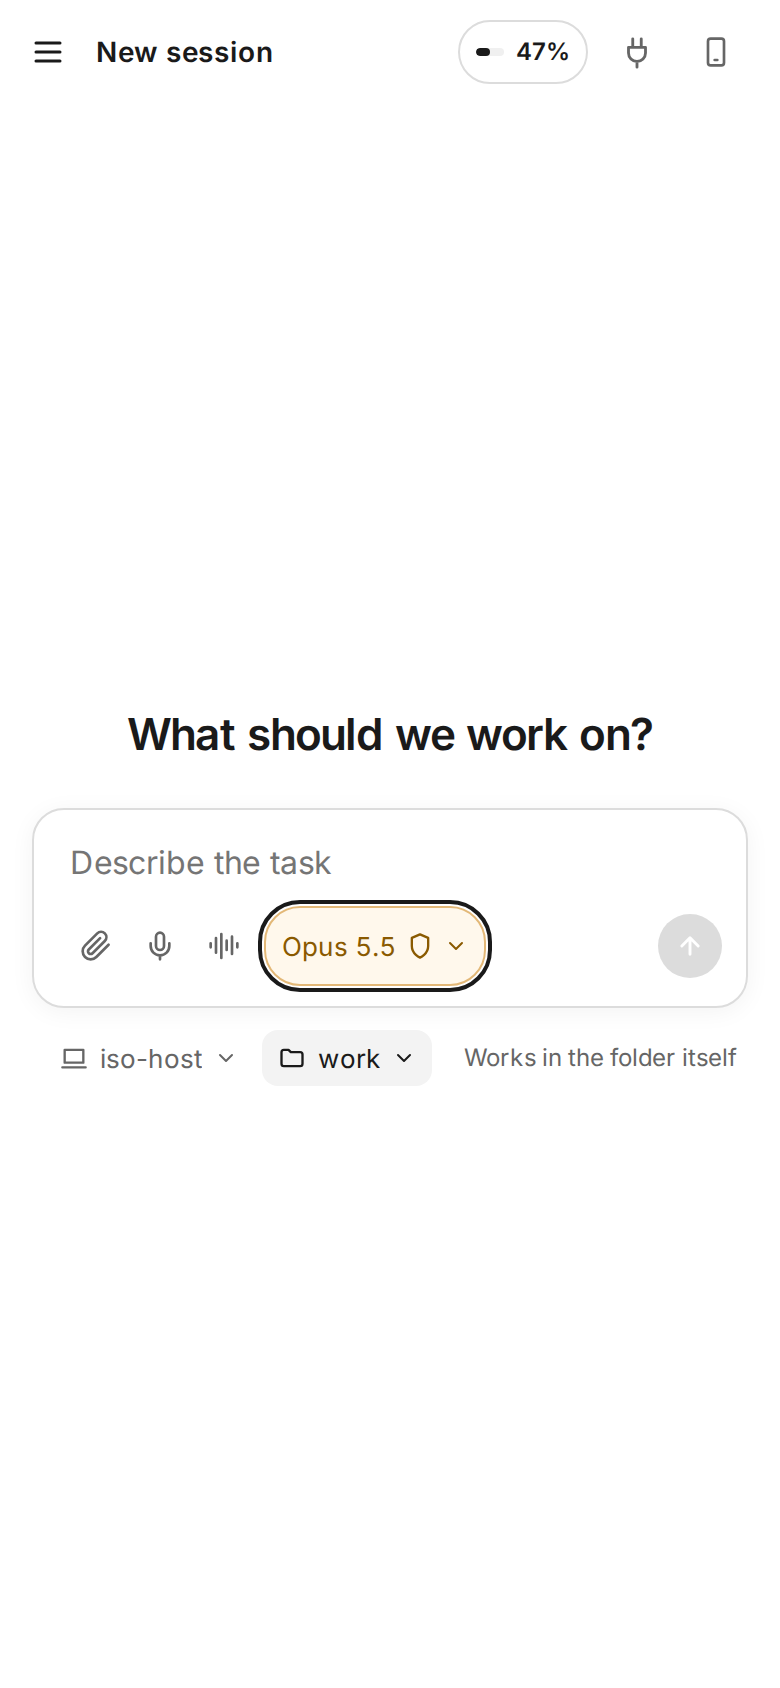 New session
47%
What should we work on?
Describe the task
Opus 5.5
iso-host
work
Works in the folder itself